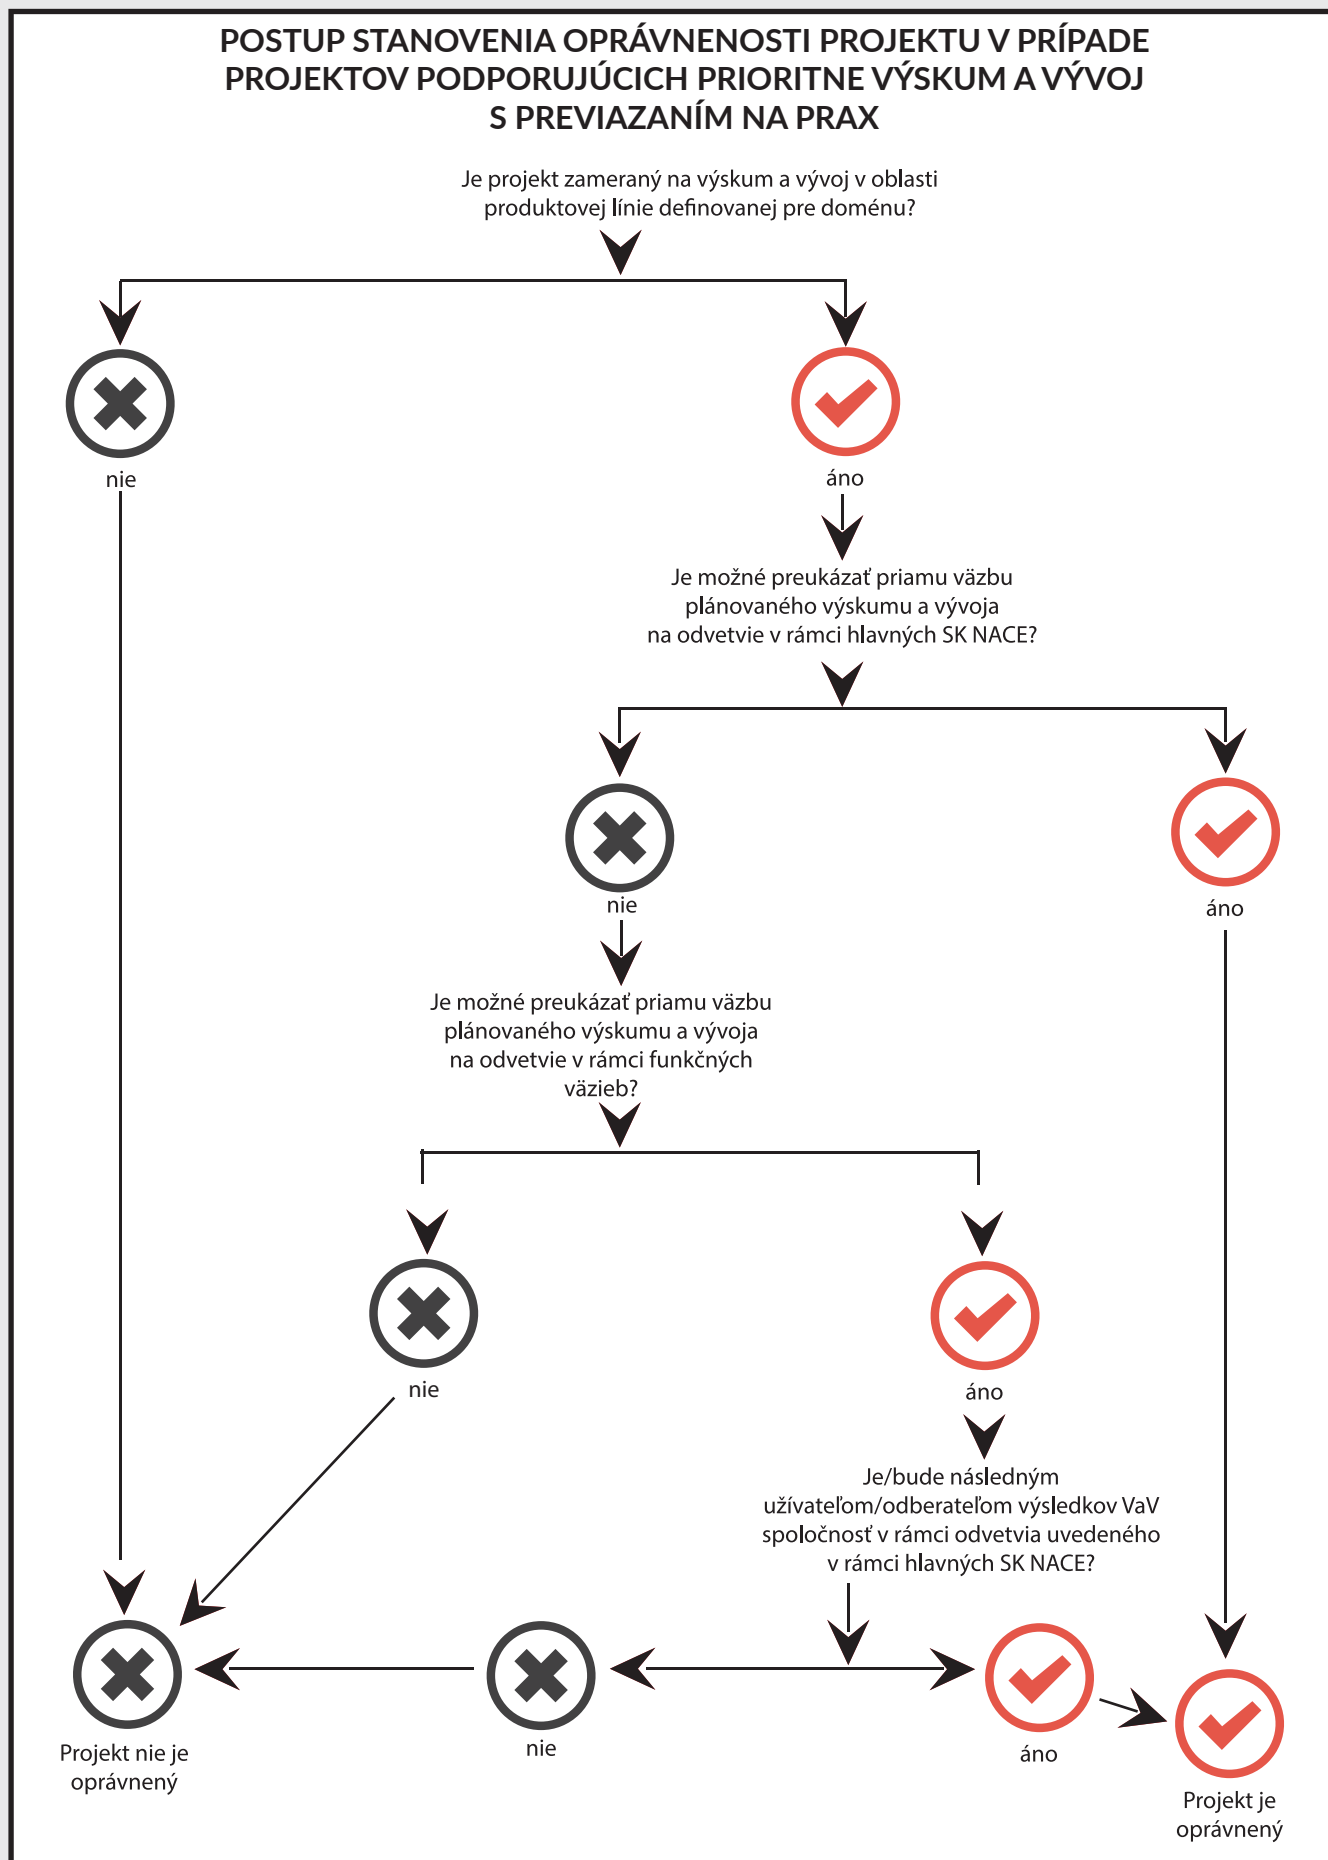 POSTUP STANOVENIA OPRÁVNENOSTI PROJEKTU V PRÍPADE
PROJEKTOV PODPORUJÚCICH PRIORITNE VÝSKUM A VÝVOJ
S PREVIAZANÍM NA PRAX
Je projekt zameraný na výskum a vývoj v oblasti
produktovej línie definovanej pre doménu?
nie
áno
Je možné preukázať priamu väzbu
plánovaného výskumu a vývoja
na odvetvie v rámci hlavných SK NACE?
nie
áno
Je možné preukázať priamu väzbu
plánovaného výskumu a vývoja
na odvetvie v rámci funkčných
väzieb?
nie
áno
Je/bude následným
užívateľom/odberateľom výsledkov VaV
spoločnosť v rámci odvetvia uvedeného
v rámci hlavných SK NACE?
Projekt nie je
oprávnený
nie
áno
Projekt je
oprávnený